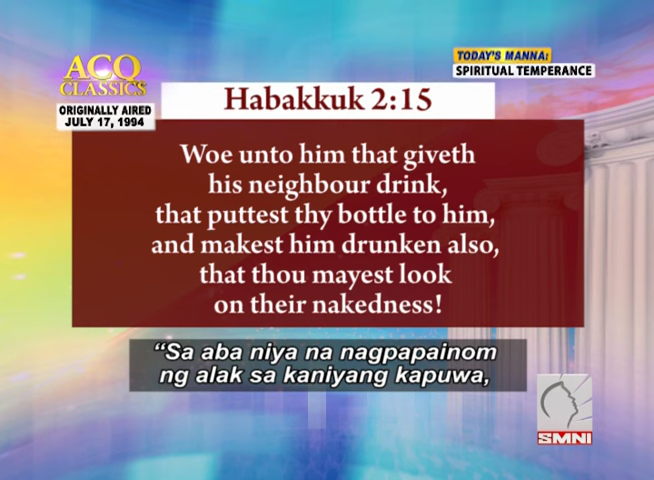 ACQ
CLASSICS
ORIGINALLY AIRED
JULY 17, 1994
TODAY'S MANNA:
SPIRITUAL TEMPERANCE
Habakkuk 2:15
Woe unto him that giveth
his neighbour drink,
that puttest thy bottle to him,
and makest him drunken also,
that thou mayest look
on their nakedness!
“Sa aba niya na nagpapainom
ng alak sa kaniyang kapuwa,
SMNI